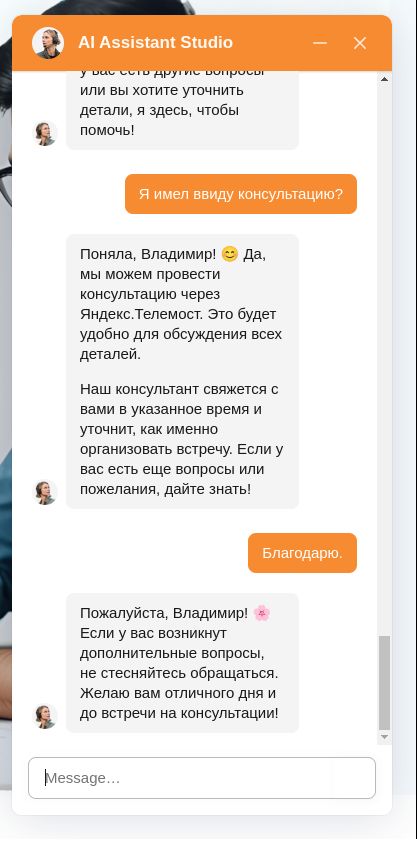 AI Assistant Studio
у вас есть другие вопросы
или вы хотите уточнить
детали, я здесь, чтобы
помочь!
Я имел ввиду консультацию?
Поняла, Владимир! 😊 Да,
мы можем провести
консультацию через
Яндекс.Телемост. Это будет
удобно для обсуждения всех
деталей.
Наш консультант свяжется с
вами в указанное время и
уточнит, как именно
организовать встречу. Если у
вас есть еще вопросы или
пожелания, дайте знать!
Благодарю.
Пожалуйста, Владимир! 🌸
Если у вас возникнут
дополнительные вопросы,
не стесняйтесь обращаться.
Желаю вам отличного дня и
до встречи на консультации!
Message…